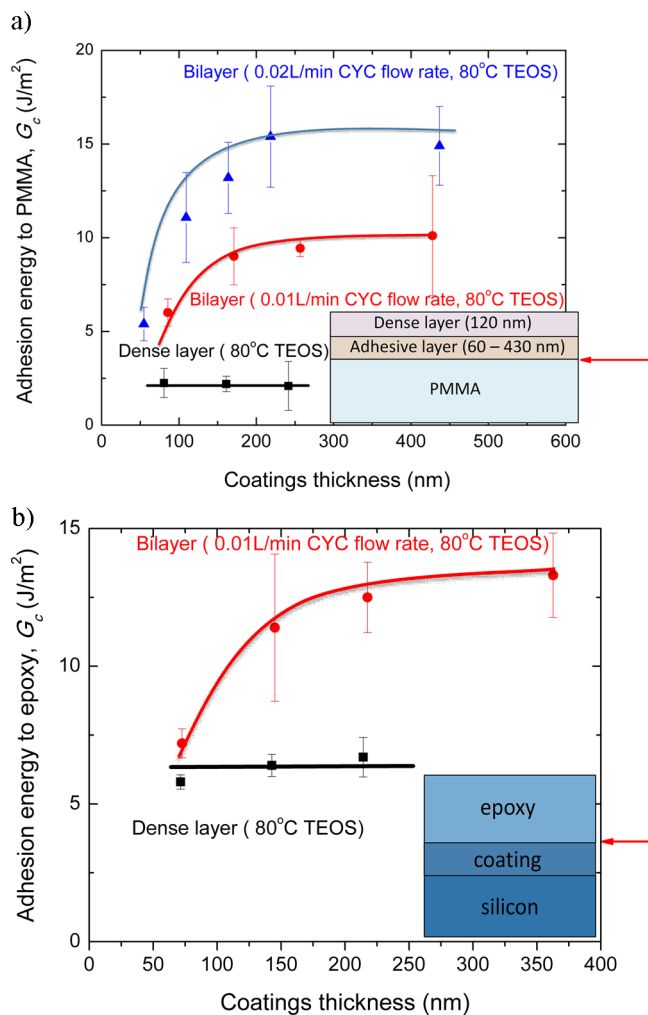 a)
Bilayer ( 0.02L/min CYC flow rate, 80°C TEOS)
20
15
10
5
0
Adhesion energy to PMMA, Gc (J/m²)
Bilayer (0.01L/min CYC flow rate, 80°C TEOS)
Dense layer ( 80°C TEOS)
Dense layer (120 nm)
Adhesive layer (60 – 430 nm)
PMMA
0 100 200 300 400 500 600
Coatings thickness (nm)
b)
Bilayer ( 0.01L/min CYC flow rate, 80°C TEOS)
15
10
5
0
Adhesion energy to epoxy, Gc (J/m²)
Dense layer ( 80°C TEOS)
epoxy
coating
silicon
0 50 100 150 200 250 300 350 400
Coatings thickness (nm)